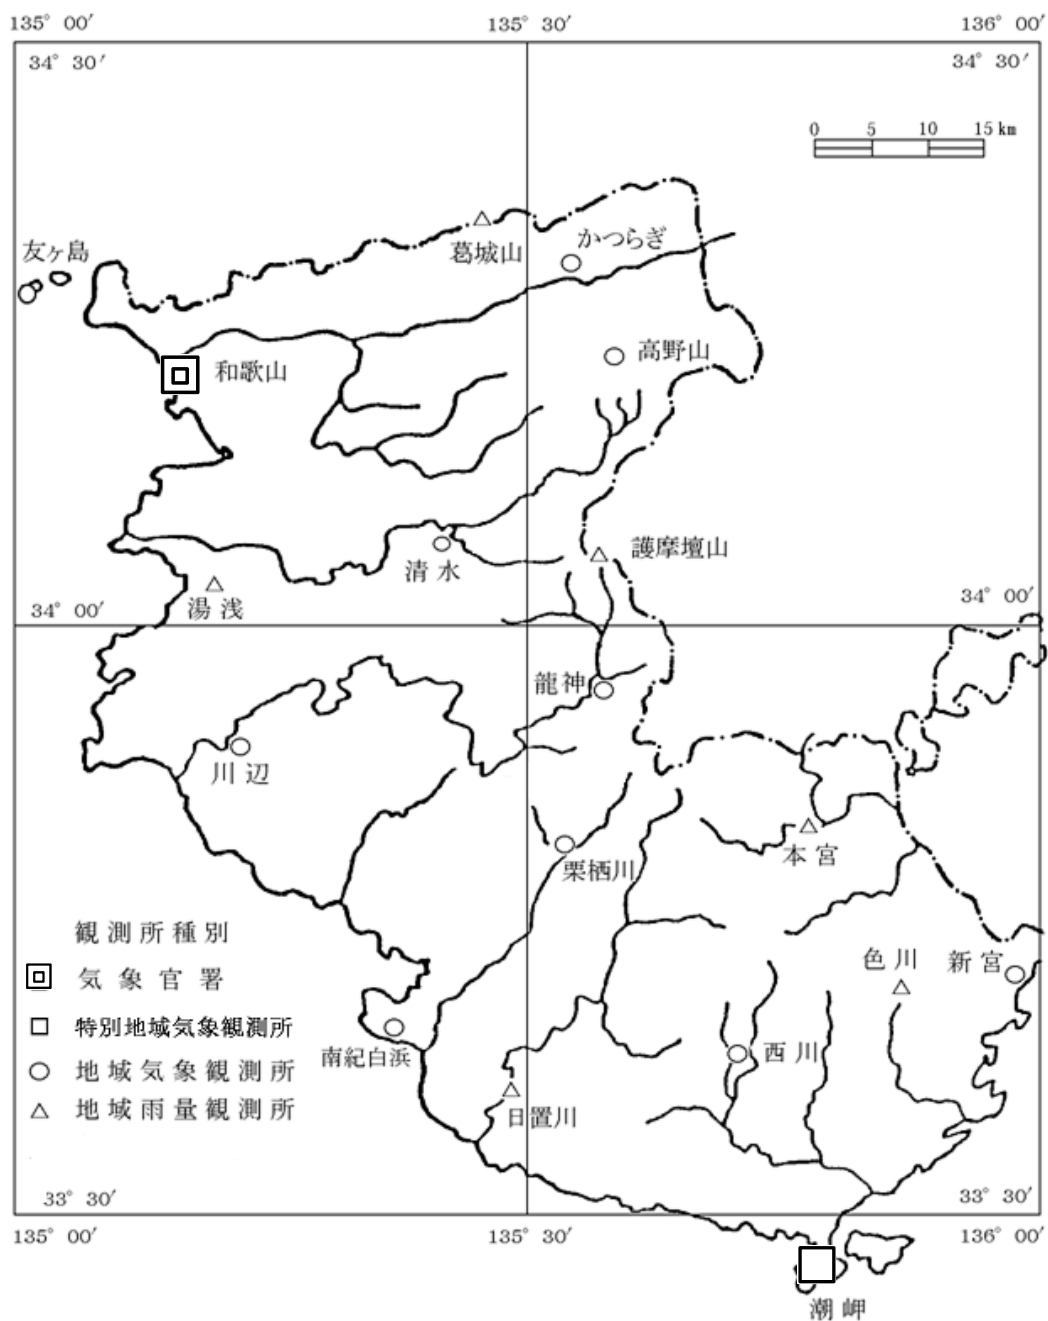 135° 00′
135° 30′
136° 00′
34° 30′
34° 30′
0 5 10 15 km
友ヶ島
葛城山
かつらぎ
和歌山
高野山
清水
護摩壇山
湯浅
34° 00′
34° 00′
龍神
川辺
本宮
栗栖川
観測所種別
気象官署
特別地域気象観測所
地域気象観測所
地域雨量観測所
色川
新宮
南紀白浜
西川
日置川
33° 30′
33° 30′
135° 00′
135° 30′
136° 00′
潮岬